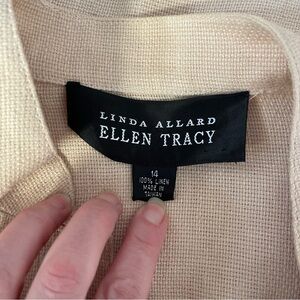 LINDA ALLARD
ELLEN TRACY
14
100% LINEN
MADE IN
TAIWAN